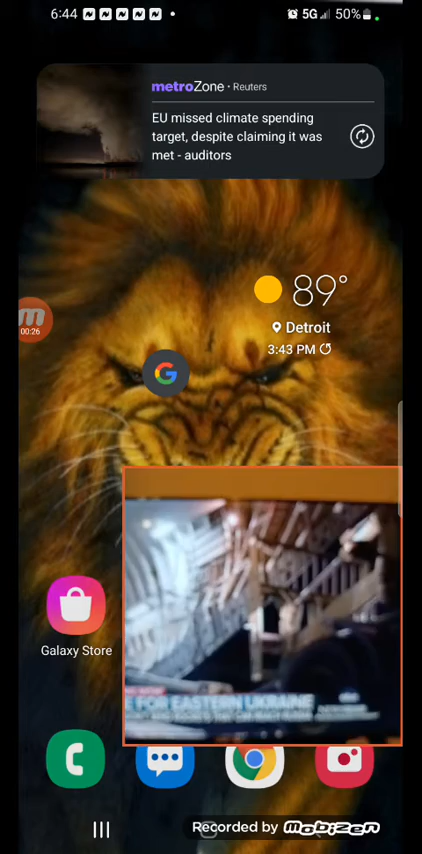 6:44
5G 50%
metroZone • Reuters
EU missed climate spending
target, despite claiming it was
met - auditors
89°
Detroit
3:43 PM
m
00:26
G
Galaxy Store
E FOR EASTERN UKRAINE
Recorded by Mobizen